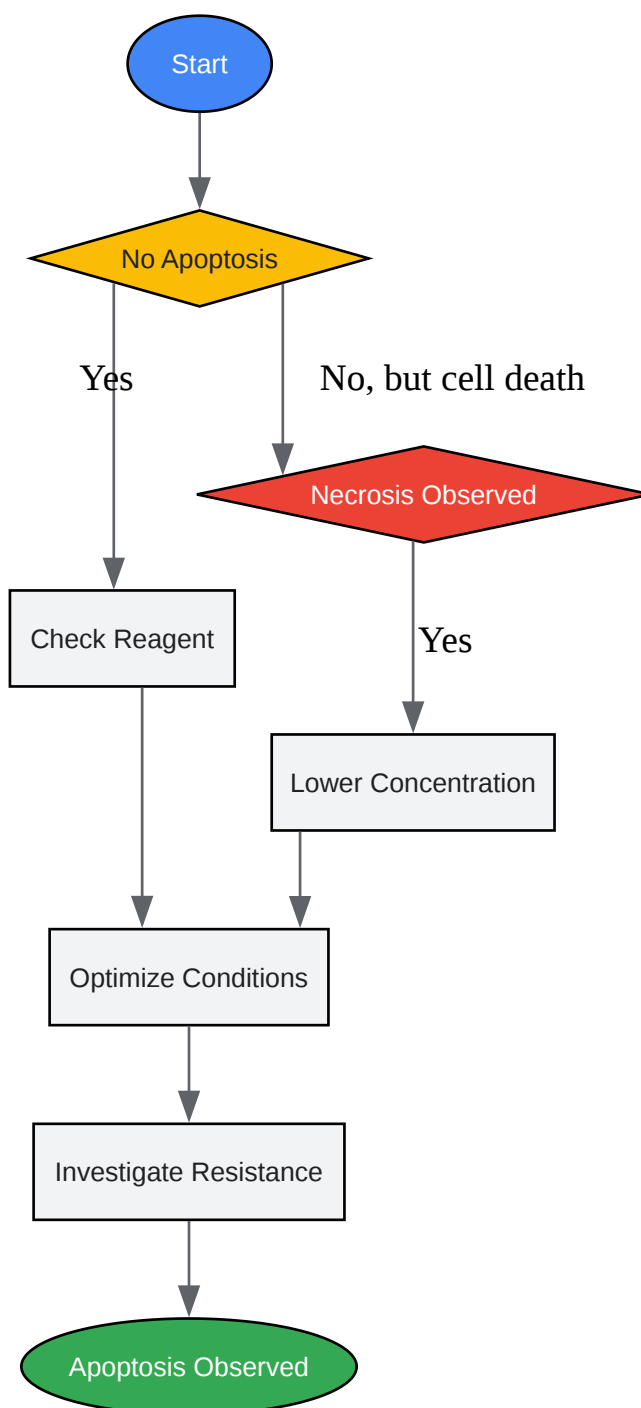 Start
No Apoptosis
Yes
No, but cell death
Necrosis Observed
Check Reagent
Yes
Lower Concentration
Optimize Conditions
Investigate Resistance
Apoptosis Observed